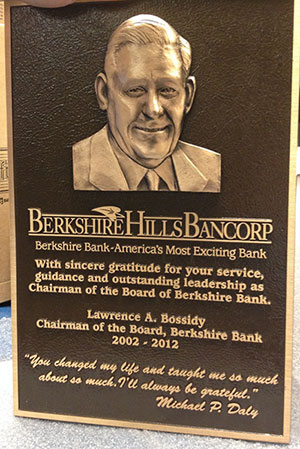 BERKSHIRE HILLS BANCORP
Berkshire Bank-America's Most Exciting Bank
With sincere gratitude for your service,
guidance and outstanding leadership as
Chairman of the Board of Berkshire Bank.
Lawrence A. Bossidy
Chairman of the Board, Berkshire Bank
2002 - 2012
"You changed my life and taught me so much
about so much. I'll always be grateful."
Michael P. Daly